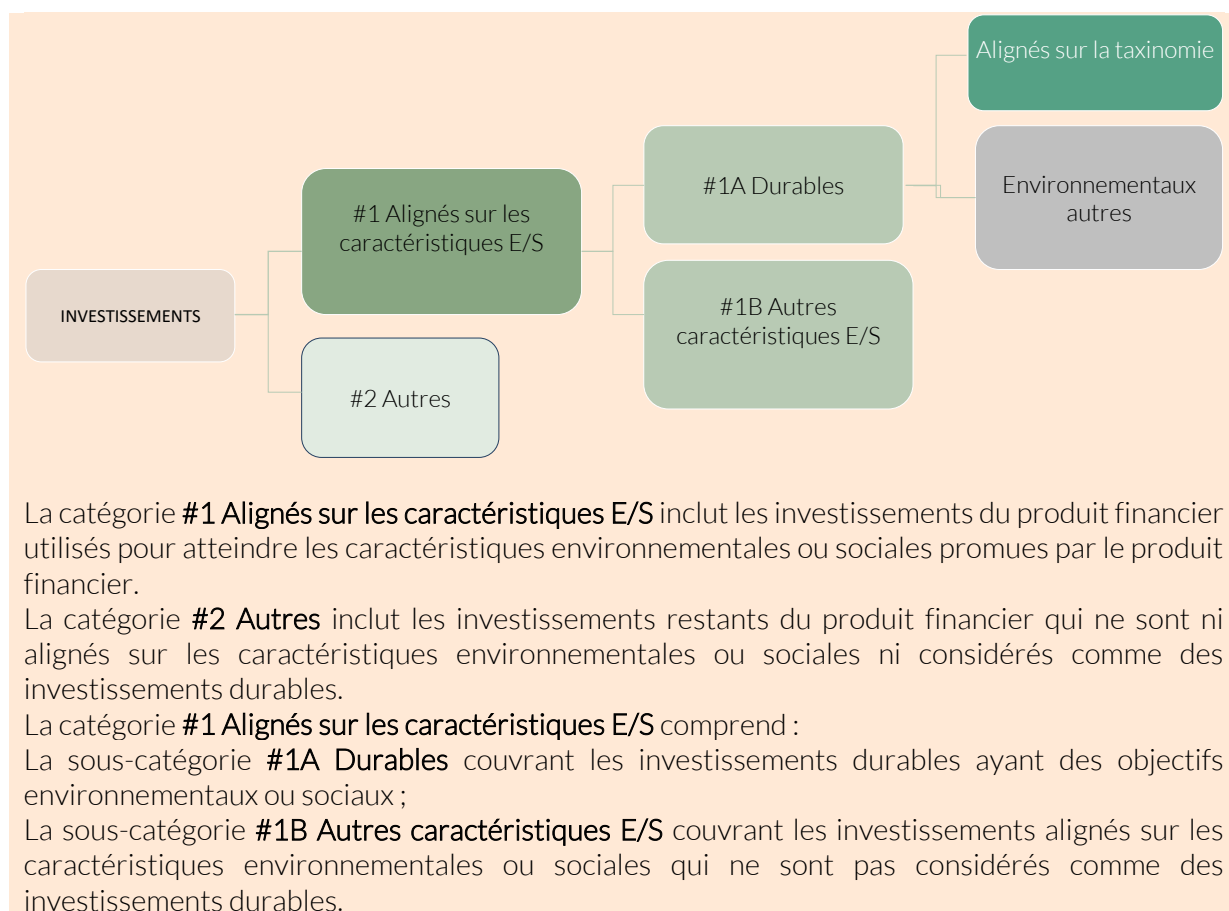 Alignés sur la taxinomie
#1A Durables
Environnementaux
autres
#1 Alignés sur les
caractéristiques E/S
#1B Autres
caractéristiques E/S
INVESTISSEMENTS
#2 Autres
La catégorie #1 Alignés sur les caractéristiques E/S inclut les investissements du produit financier
utilisés pour atteindre les caractéristiques environnementales ou sociales promues par le produit
financier.
La catégorie #2 Autres inclut les investissements restants du produit financier qui ne sont ni
alignés sur les caractéristiques environnementales ou sociales ni considérés comme des
investissements durables.
La catégorie #1 Alignés sur les caractéristiques E/S comprend :
La sous-catégorie #1A Durables couvrant les investissements durables ayant des objectifs
environnementaux ou sociaux ;
La sous-catégorie #1B Autres caractéristiques E/S couvrant les investissements alignés sur les
caractéristiques environnementales ou sociales qui ne sont pas considérés comme des
investissements durables.